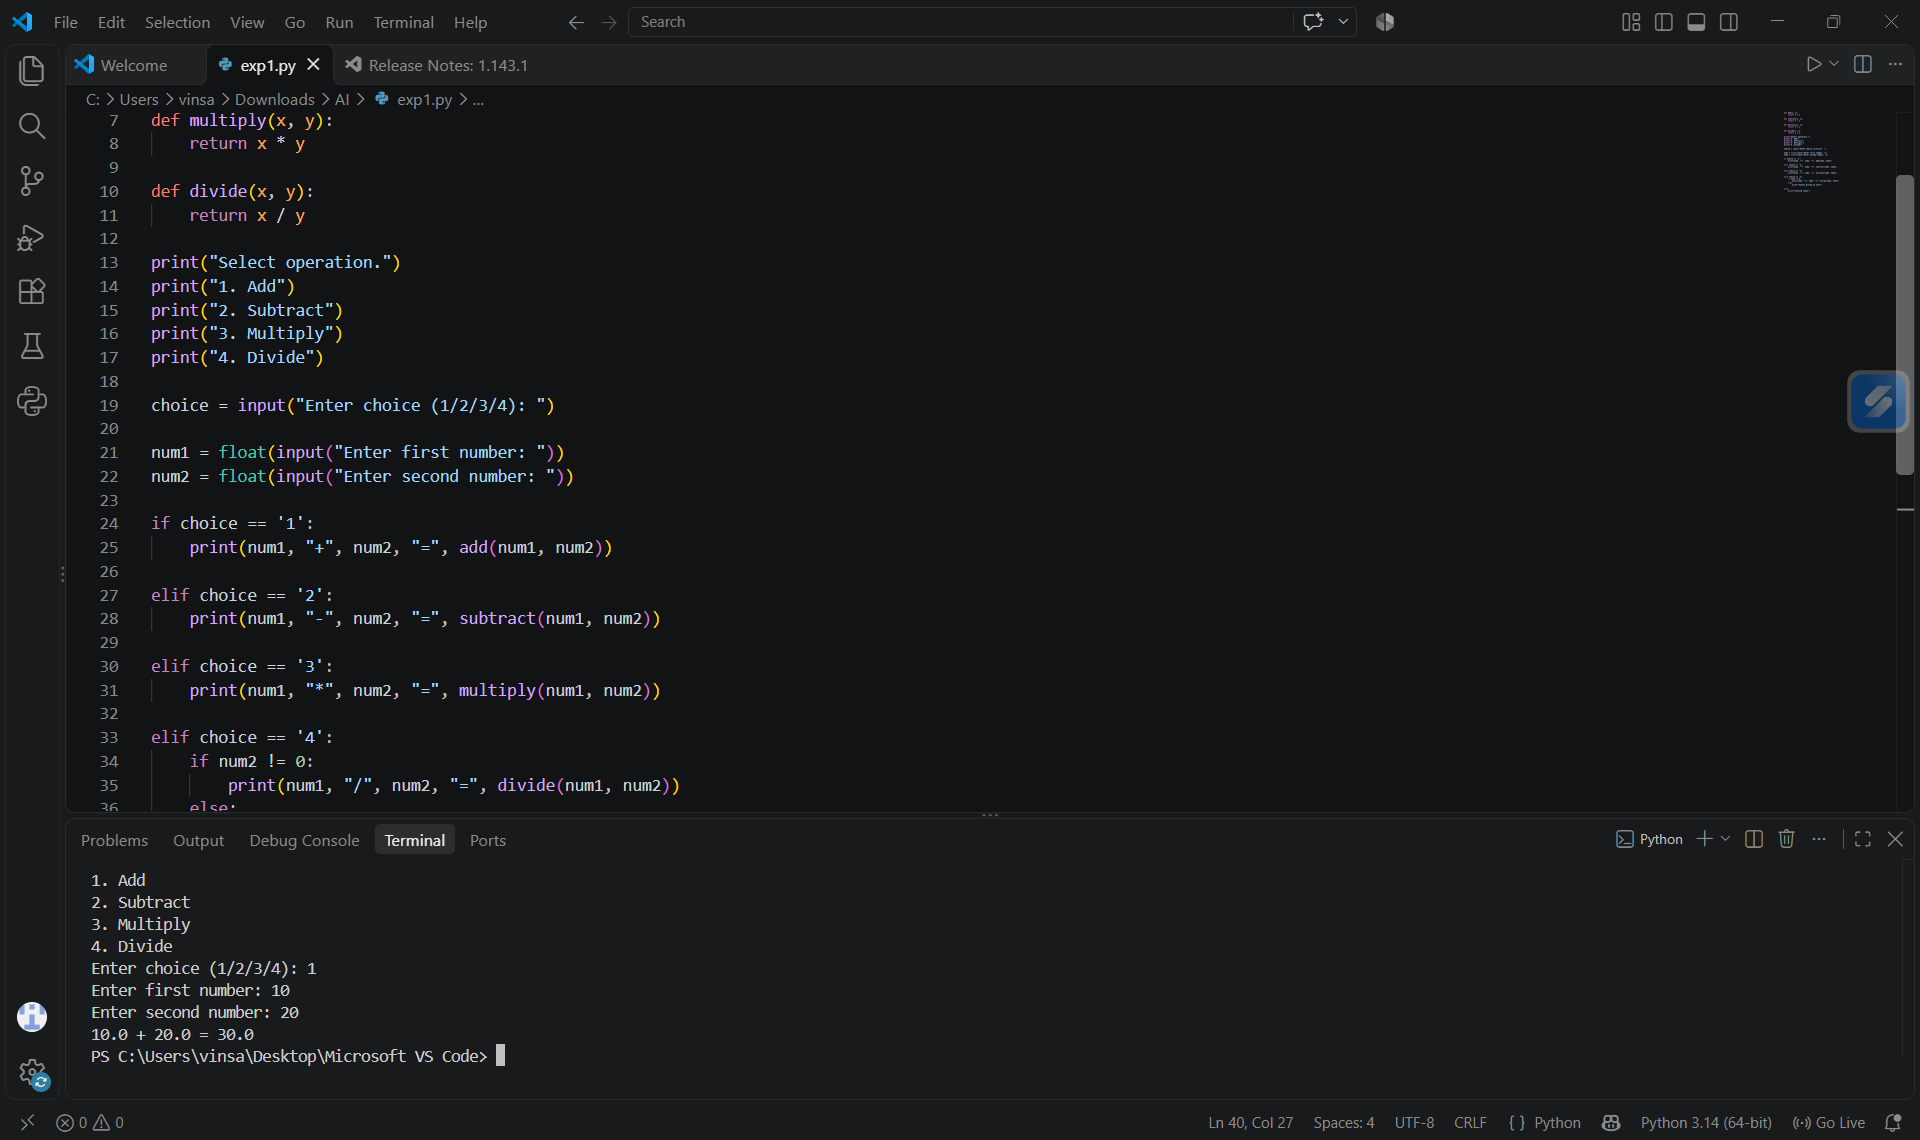 File Edit Selection View Go Run Terminal Help Search
Welcome exp1.py Release Notes: 1.143.1
C: > Users > vinsa > Downloads > AI > exp1.py > ...
7 def multiply(x, y):
8 return x * y
9
10 def divide(x, y):
11 return x / y
12
13 print("Select operation.")
14 print("1. Add")
15 print("2. Subtract")
16 print("3. Multiply")
17 print("4. Divide")
18
19 choice = input("Enter choice (1/2/3/4): ")
20
21 num1 = float(input("Enter first number: "))
22 num2 = float(input("Enter second number: "))
23
24 if choice == '1':
25 print(num1, "+", num2, "=", add(num1, num2))
26
27 elif choice == '2':
28 print(num1, "-", num2, "=", subtract(num1, num2))
29
30 elif choice == '3':
31 print(num1, "*", num2, "=", multiply(num1, num2))
32
33 elif choice == '4':
34 if num2 != 0:
35 print(num1, "/", num2, "=", divide(num1, num2))
36 else:
Problems Output Debug Console Terminal Ports Python
1. Add
2. Subtract
3. Multiply
4. Divide
Enter choice (1/2/3/4): 1
Enter first number: 10
Enter second number: 20
10.0 + 20.0 = 30.0
PS C:\Users\vinsa\Desktop\Microsoft VS Code>
0 0 Ln 40, Col 27 Spaces: 4 UTF-8 CRLF { } Python Python 3.14 (64-bit) Go Live